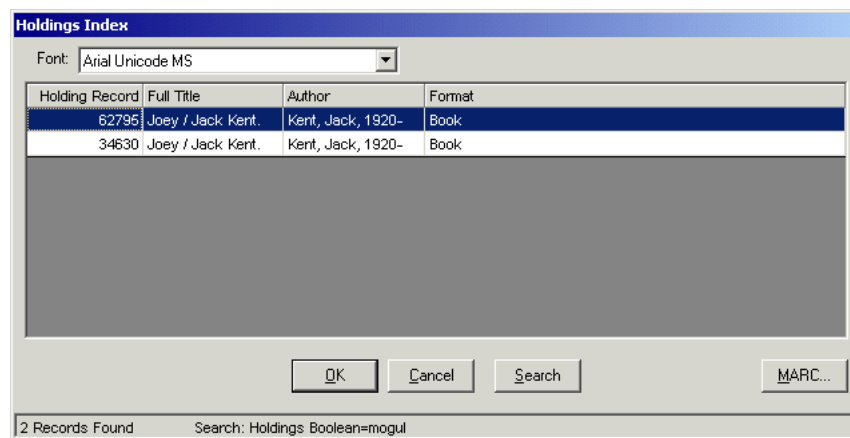 Holdings Index
Font: Arial Unicode MS
Holding Record Full Title Author Format
62795 Joey / Jack Kent. Kent, Jack, 1920- Book
34630 Joey / Jack Kent. Kent, Jack, 1920- Book
OK Cancel Search MARC...
2 Records Found Search: Holdings Boolean=mogul